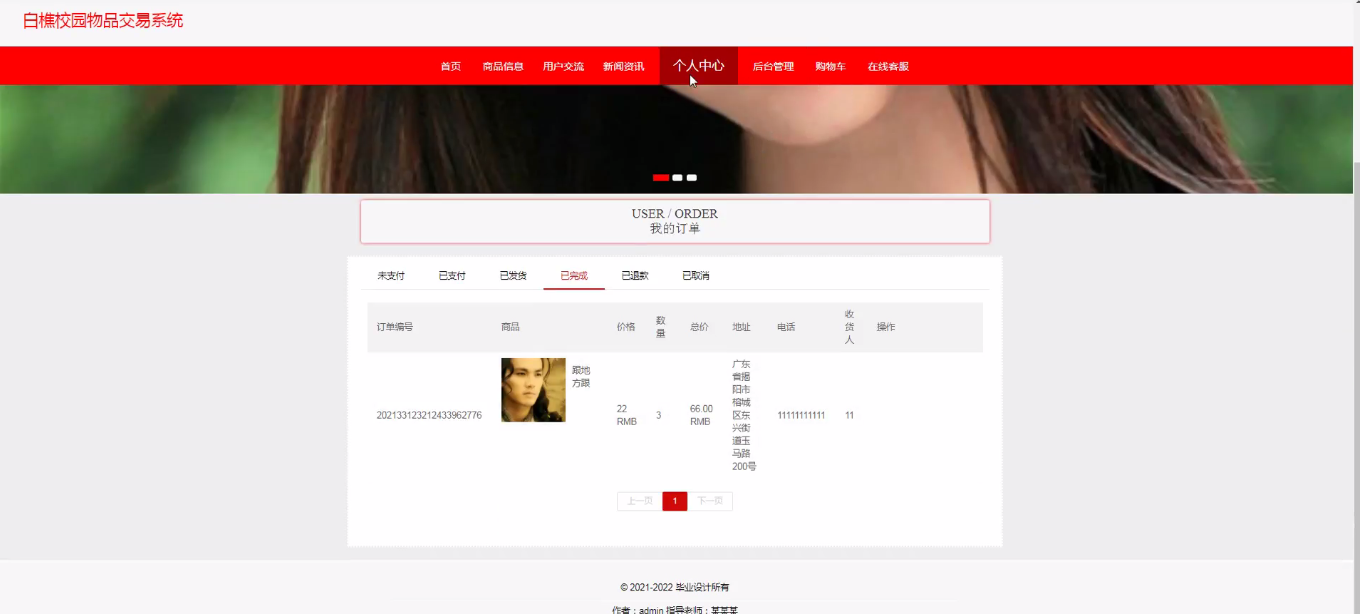 白樵校园物品交易系统
首页 商品信息 用户交流 新闻资讯 个人中心 后台管理 购物车 在线客服
USER / ORDER
我的订单
未支付 已支付 已发货 已完成 已退款 已取消
订单编号 商品 价格 数量 总价 地址 电话 收货人 操作
202133123212433962776
跟地
方跟
22
RMB
3
66.00
RMB
广东
省揭
阳市
榕城
区东
兴街
道玉
马路
200号
11111111111
11
上一页 1 下一页
© 2021-2022 毕业设计所有
作者：admin 指导老师：某某某